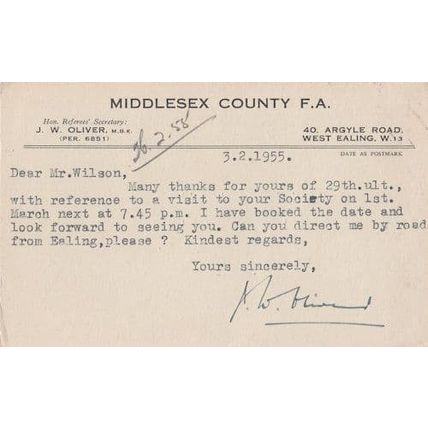 MIDDLESEX COUNTY F.A.
Hon. Referees' Secretary:
J. W. OLIVER, M.B.K.
(PER. 6851)
40, ARGYLE ROAD,
WEST EALING, W.13
DATE AS POSTMARK
3.2.1955.
Dear Mr.Wilson,
Many thanks for yours of 29th.ult.,
with reference to a visit to your Society on 1st.
March next at 7.45 p.m. I have booked the date and
look forward to seeing you. Can you direct me by road
from Ealing,please ? Kindest regards,
Yours sincerely,
J. W. Oliver